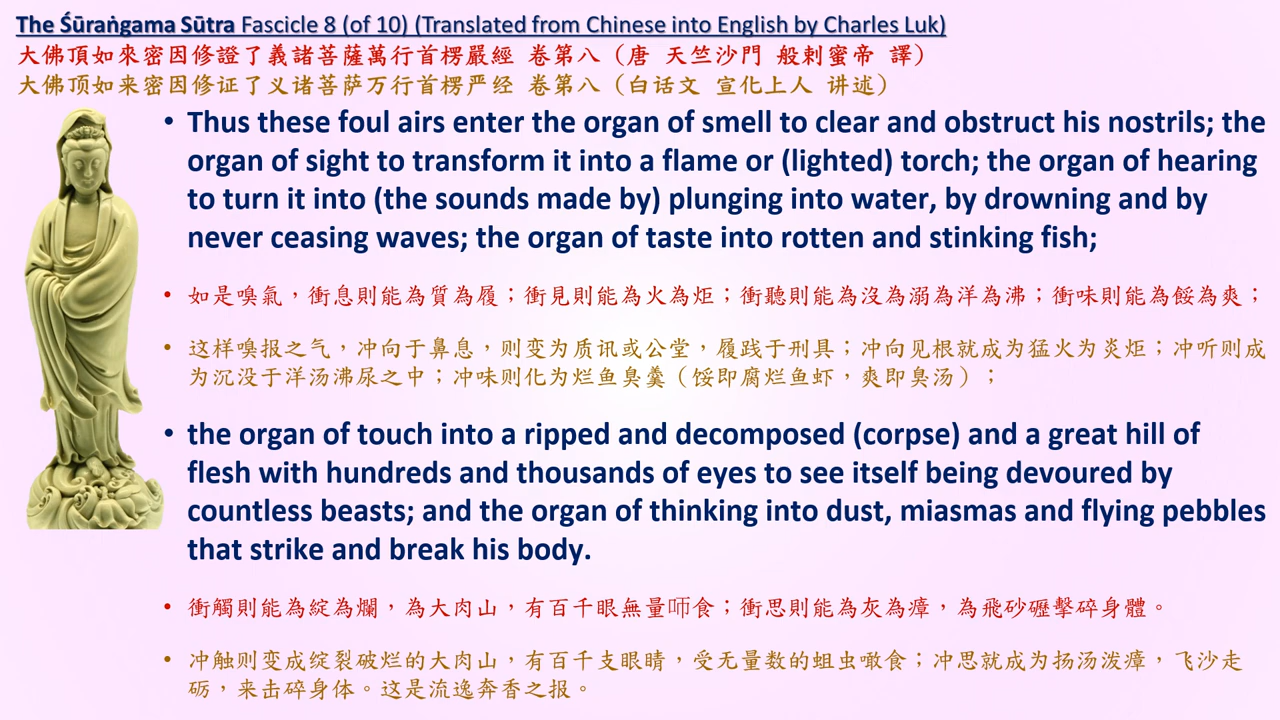 The Śūraṅgama Sūtra Fascicle 8 (of 10) (Translated from Chinese into English by Charles Luk)
大佛頂如來密因修證了義諸菩薩萬行首楞嚴經 卷第八（唐 天竺沙門 般剌蜜帝 譯）
大佛顶如来密因修证了义诸菩萨万行首楞严经 卷第八（白话文 宣化上人 讲述）
• Thus these foul airs enter the organ of smell to clear and obstruct his nostrils; the
organ of sight to transform it into a flame or (lighted) torch; the organ of hearing
to turn it into (the sounds made by) plunging into water, by drowning and by
never ceasing waves; the organ of taste into rotten and stinking fish;
• 如是嗅氣，衝息則能為質為履；衝見則能為火為炬；衝聽則能為沒為溺為洋為沸；衝味則能為餒為爽；
• 这样嗅报之气，冲向于鼻息，则变为质讯或公堂，履践于刑具；冲向见根就成为猛火为炎炬；冲听则成
为沉没于洋汤沸尿之中；冲味则化为烂鱼臭羹（馁即腐烂鱼虾，爽即臭汤）；
• the organ of touch into a ripped and decomposed (corpse) and a great hill of
flesh with hundreds and thousands of eyes to see itself being devoured by
countless beasts; and the organ of thinking into dust, miasmas and flying pebbles
that strike and break his body.
• 衝觸則能為綻為爛，為大肉山，有百千眼無量咂食；衝思則能為灰為瘴，為飛砂礰擊碎身體。
• 冲触则变成绽裂破烂的大肉山，有百千支眼睛，受无量数的蛆虫噉食；冲思就成为扬汤泼瘴，飞沙走
砺，来击碎身体。这是流逸奔香之报。